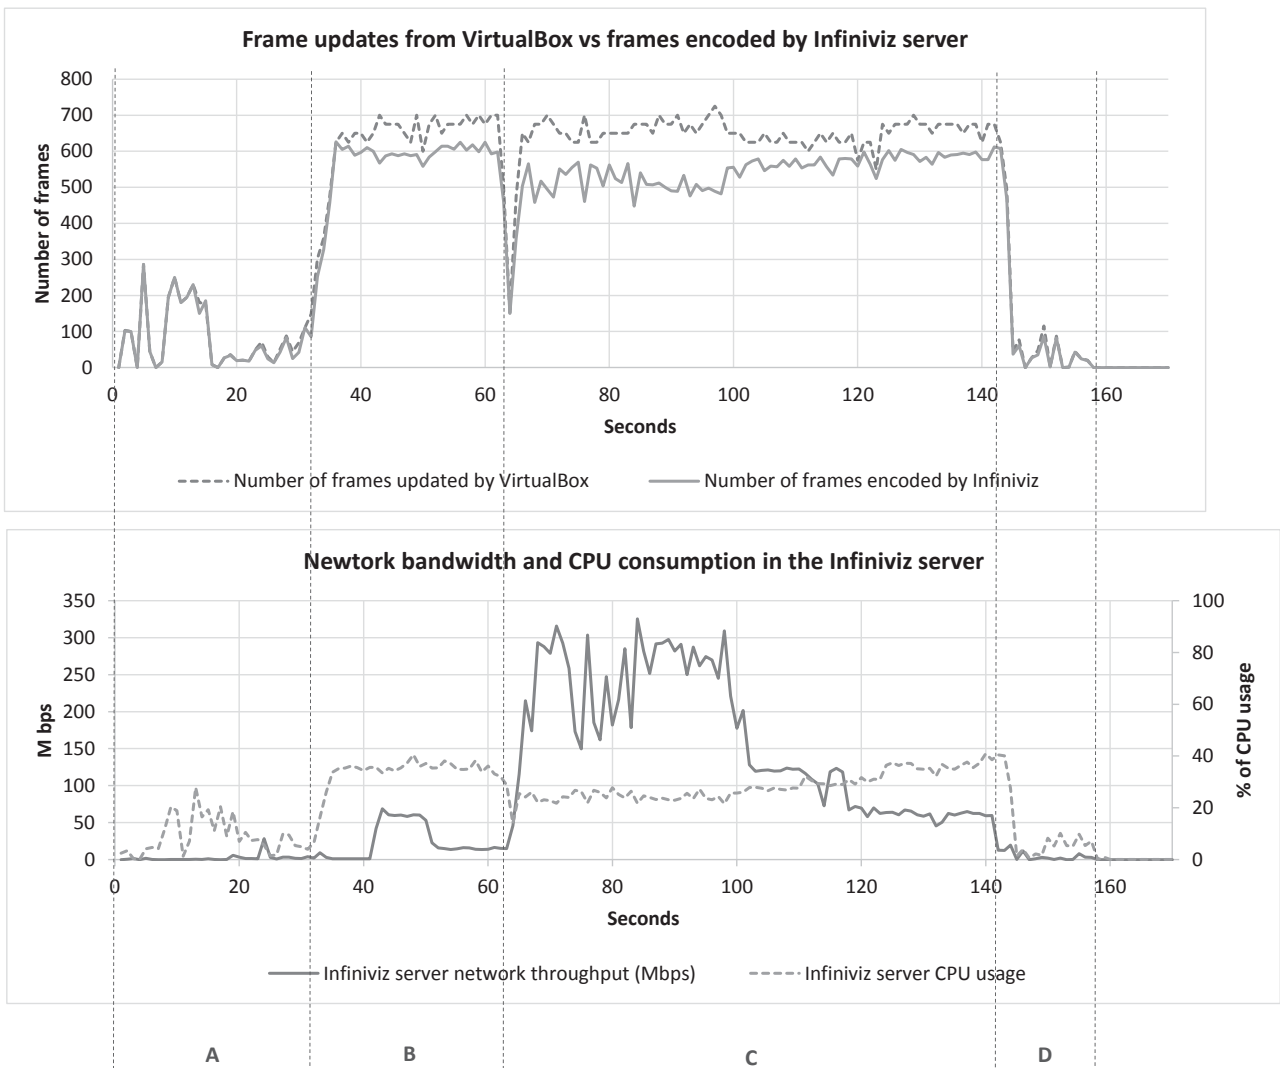 Frame updates from VirtualBox vs frames encoded by Infiniviz server
800
700
600
500
400
300
200
100
0
Number of frames
0 20 40 60 80 100 120 140 160
Seconds
Number of frames updated by VirtualBox Number of frames encoded by Infiniviz
Newtork bandwidth and CPU consumption in the Infiniviz server
350
300
250
200
150
100
50
0
M bps
100
80
60
40
20
0
% of CPU usage
0 20 40 60 80 100 120 140 160
Seconds
Infiniviz server network throughput (Mbps) Infiniviz server CPU usage
A B C D